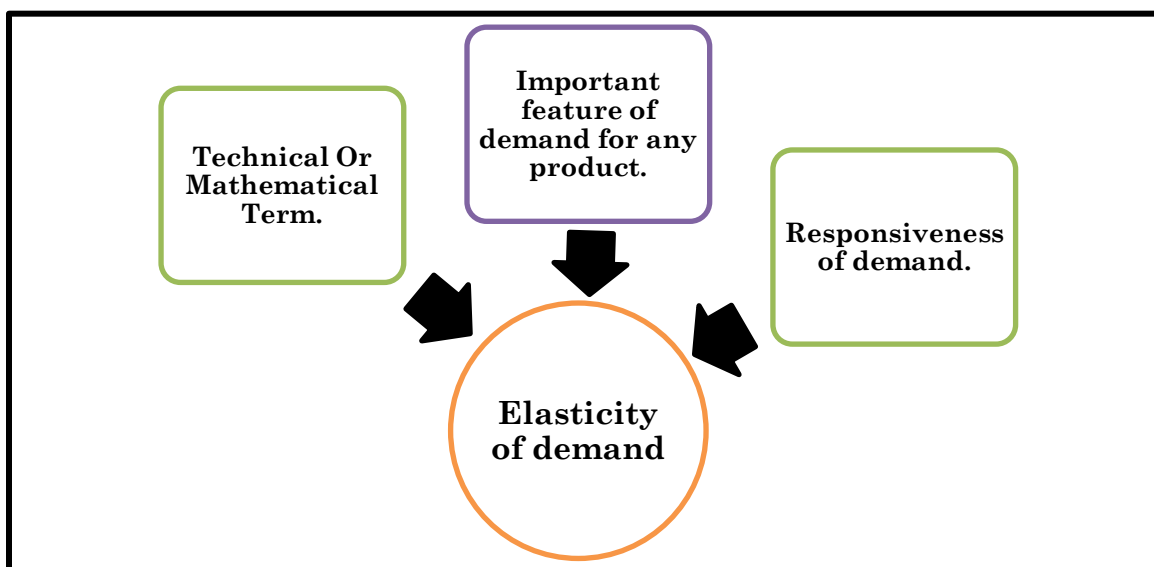 Technical Or
Mathematical
Term.
Important
feature of
demand for any
product.
Responsiveness
of demand.
Elasticity
of demand